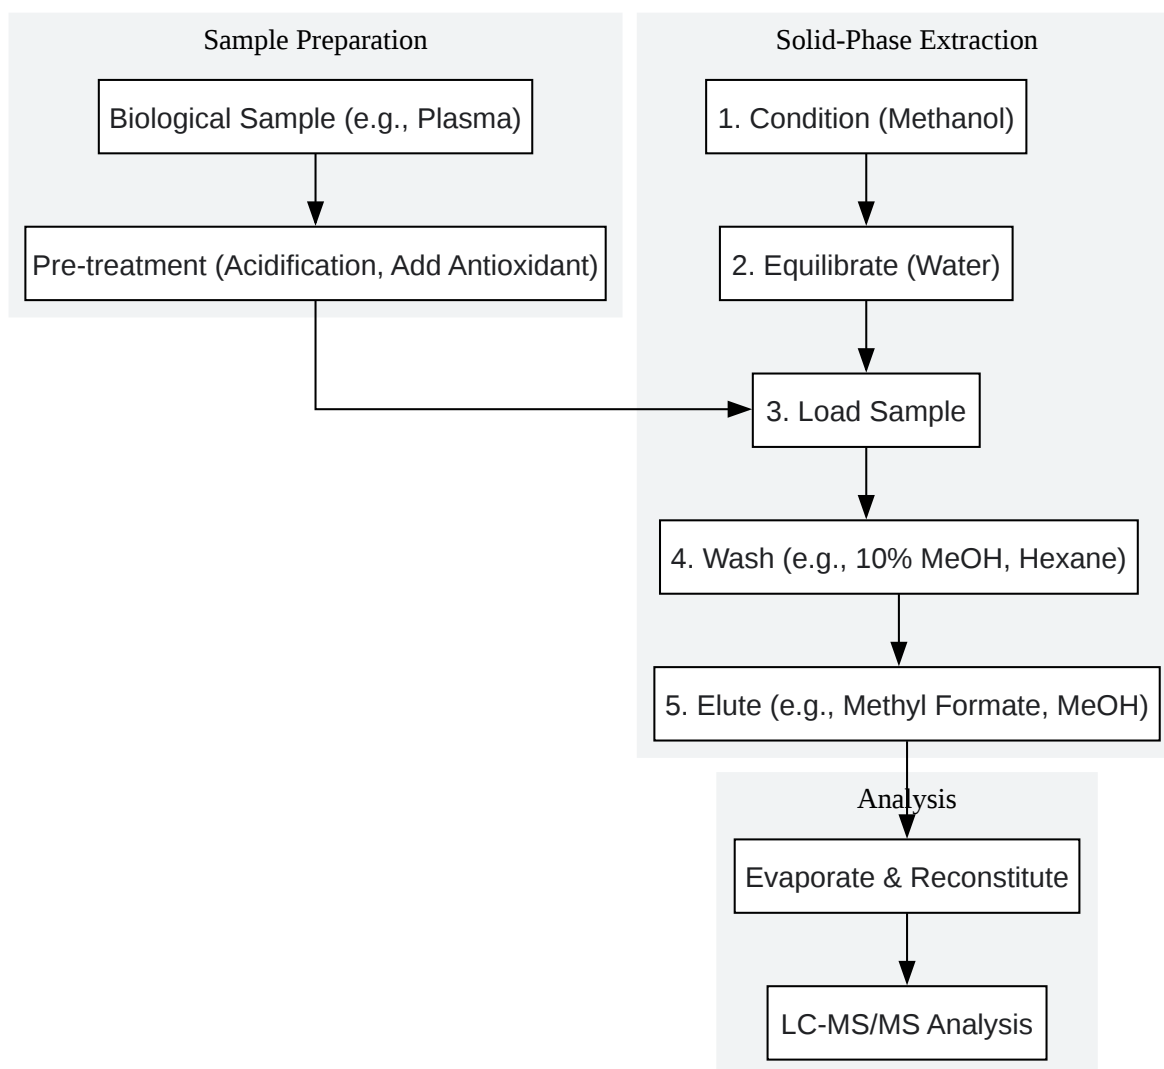 Sample Preparation
Biological Sample (e.g., Plasma)
Pre-treatment (Acidification, Add Antioxidant)
Solid-Phase Extraction
1. Condition (Methanol)
2. Equilibrate (Water)
3. Load Sample
4. Wash (e.g., 10% MeOH, Hexane)
5. Elute (e.g., Methyl Formate, MeOH)
Analysis
Evaporate & Reconstitute
LC-MS/MS Analysis